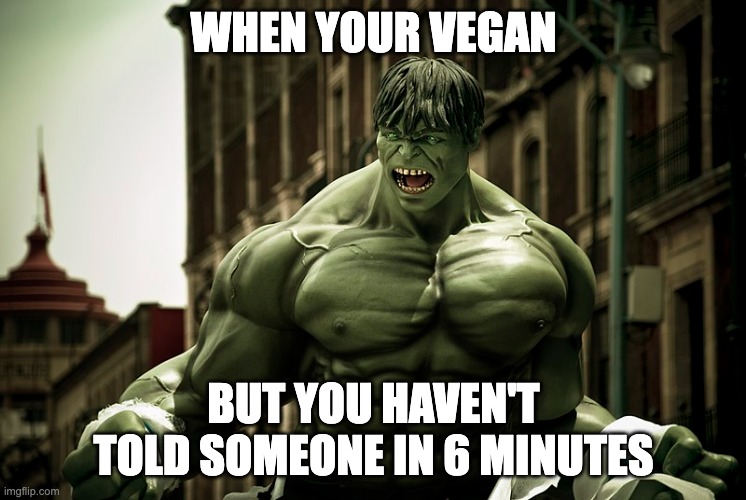 WHEN YOUR VEGAN
BUT YOU HAVEN'T
TOLD SOMEONE IN 6 MINUTES
imgflip.com